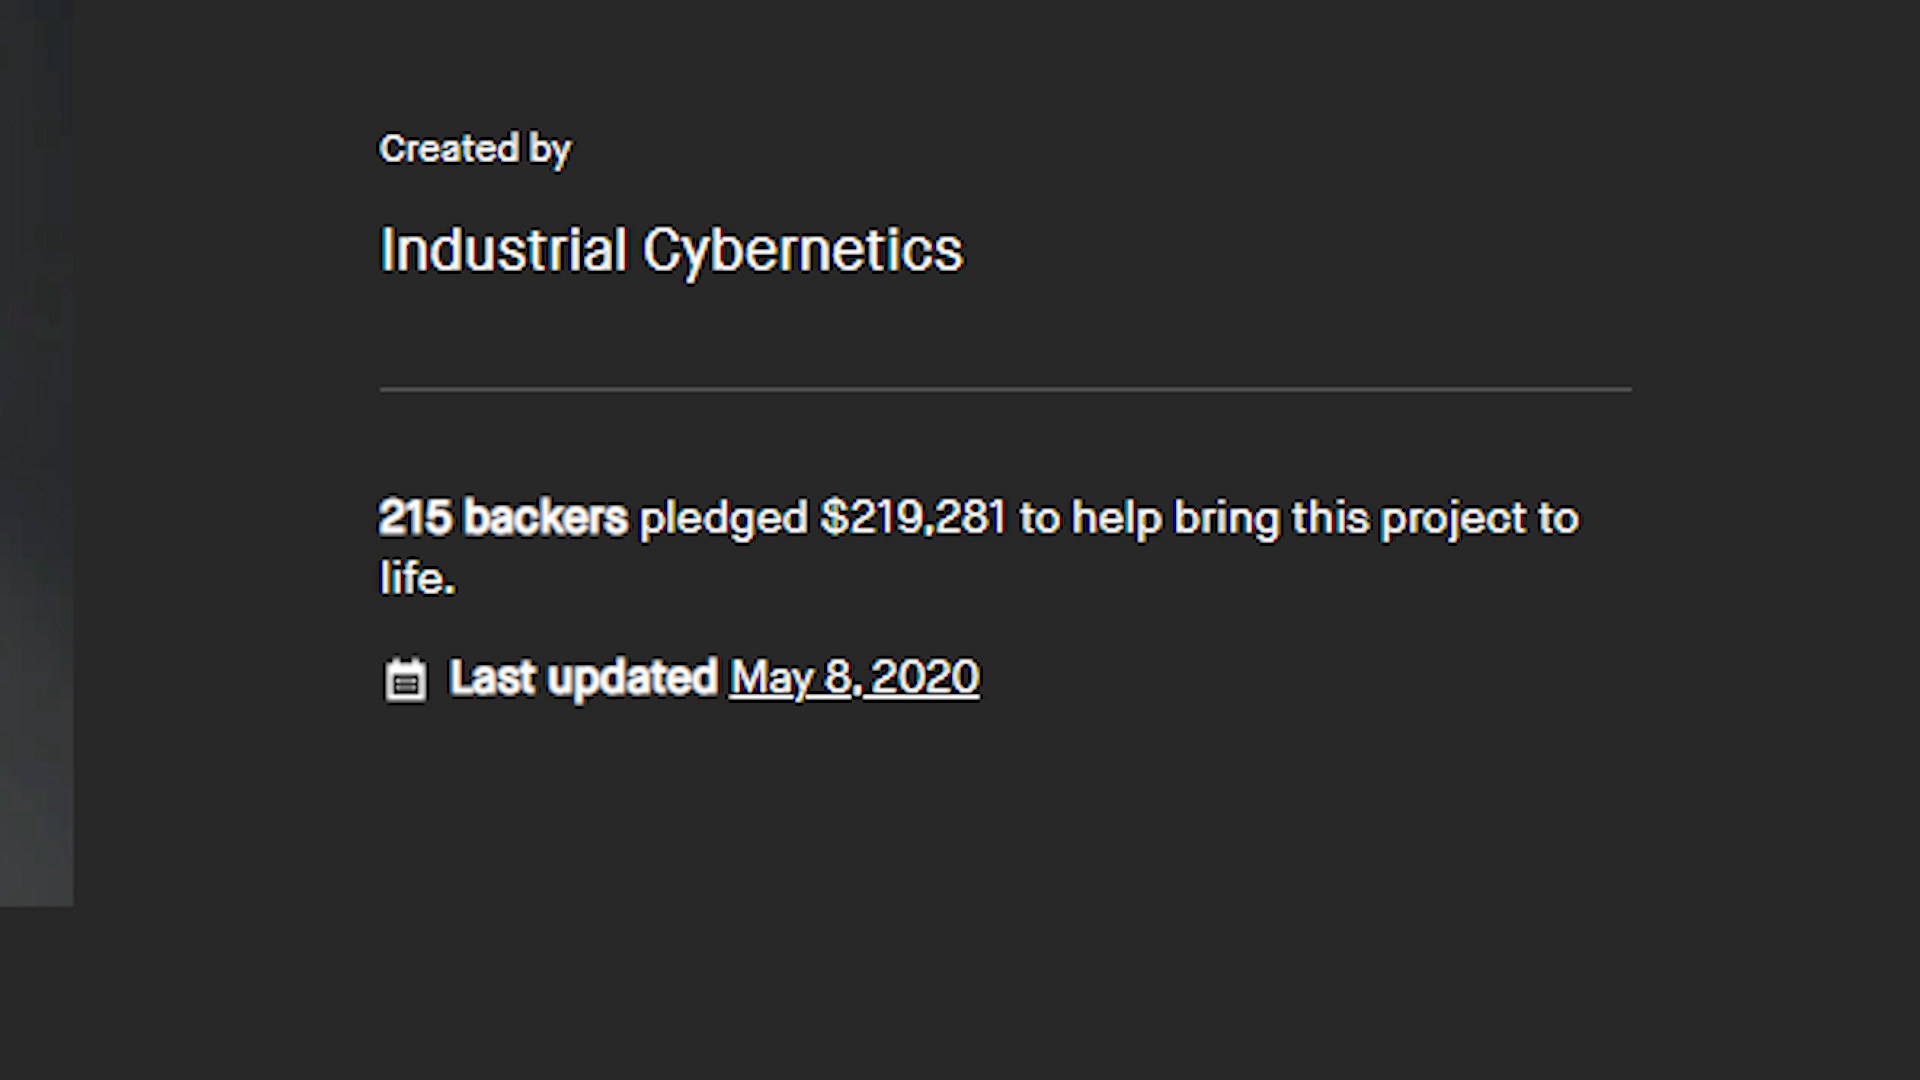 Created by
Industrial Cybernetics
215 backers pledged $219,281 to help bring this project to
life.
Last updated May 8, 2020